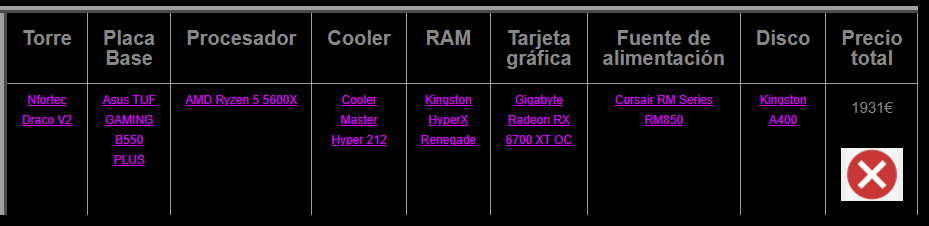 Torre
Placa
Base
Procesador
Cooler
RAM
Tarjeta
gráfica
Fuente de
alimentación
Disco
Precio
total
Nfortec
Draco V2
Asus TUF
GAMING
B550
PLUS
AMD Ryzen 5 5600X
Cooler
Master
Hyper 212
Kingston
HyperX
Renegade
Gigabyte
Radeon RX
6700 XT OC
Corsair RM Series
RM850
Kingston
A400
1931€